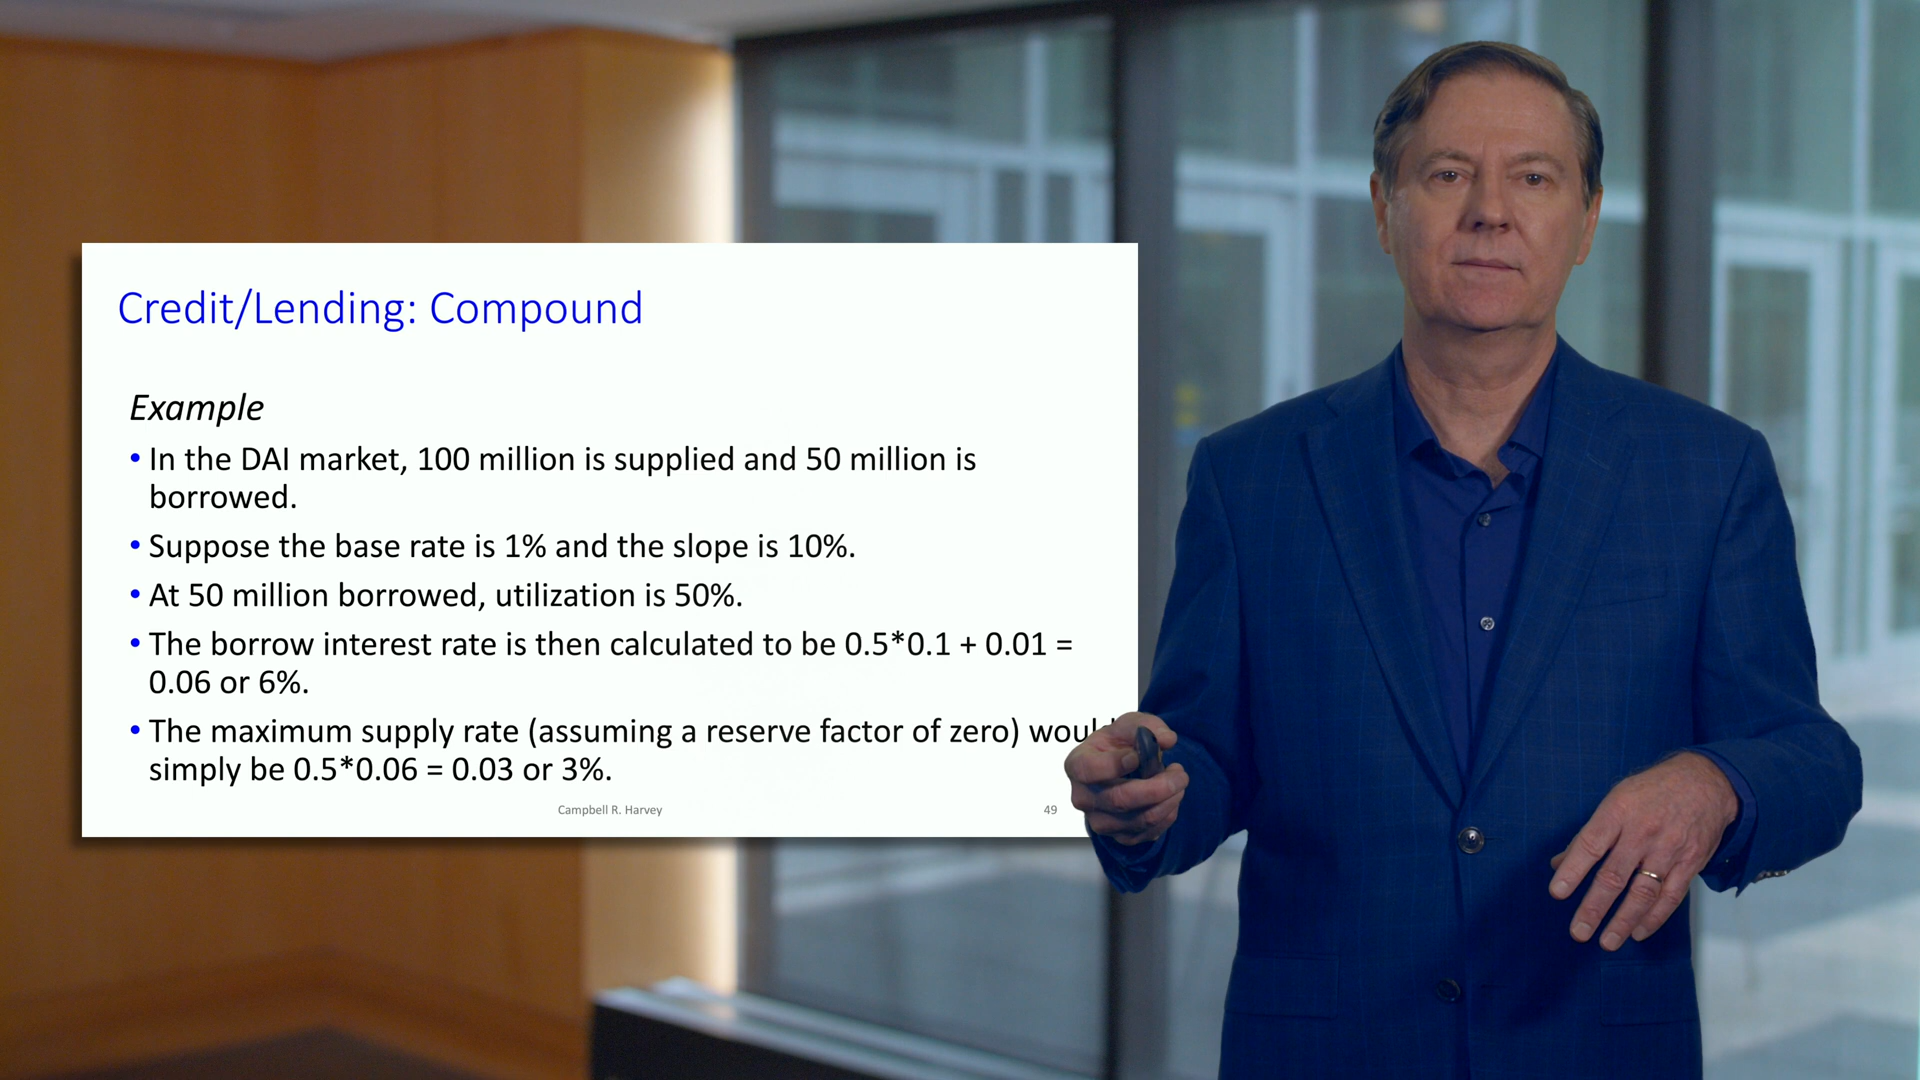 Credit/Lending: Compound
Example
• In the DAI market, 100 million is supplied and 50 million is
borrowed.
• Suppose the base rate is 1% and the slope is 10%.
• At 50 million borrowed, utilization is 50%.
• The borrow interest rate is then calculated to be 0.5*0.1 + 0.01 =
0.06 or 6%.
• The maximum supply rate (assuming a reserve factor of zero)
simply be 0.5*0.06 = 0.03 or 3%.
Campbell R. Harvey
49